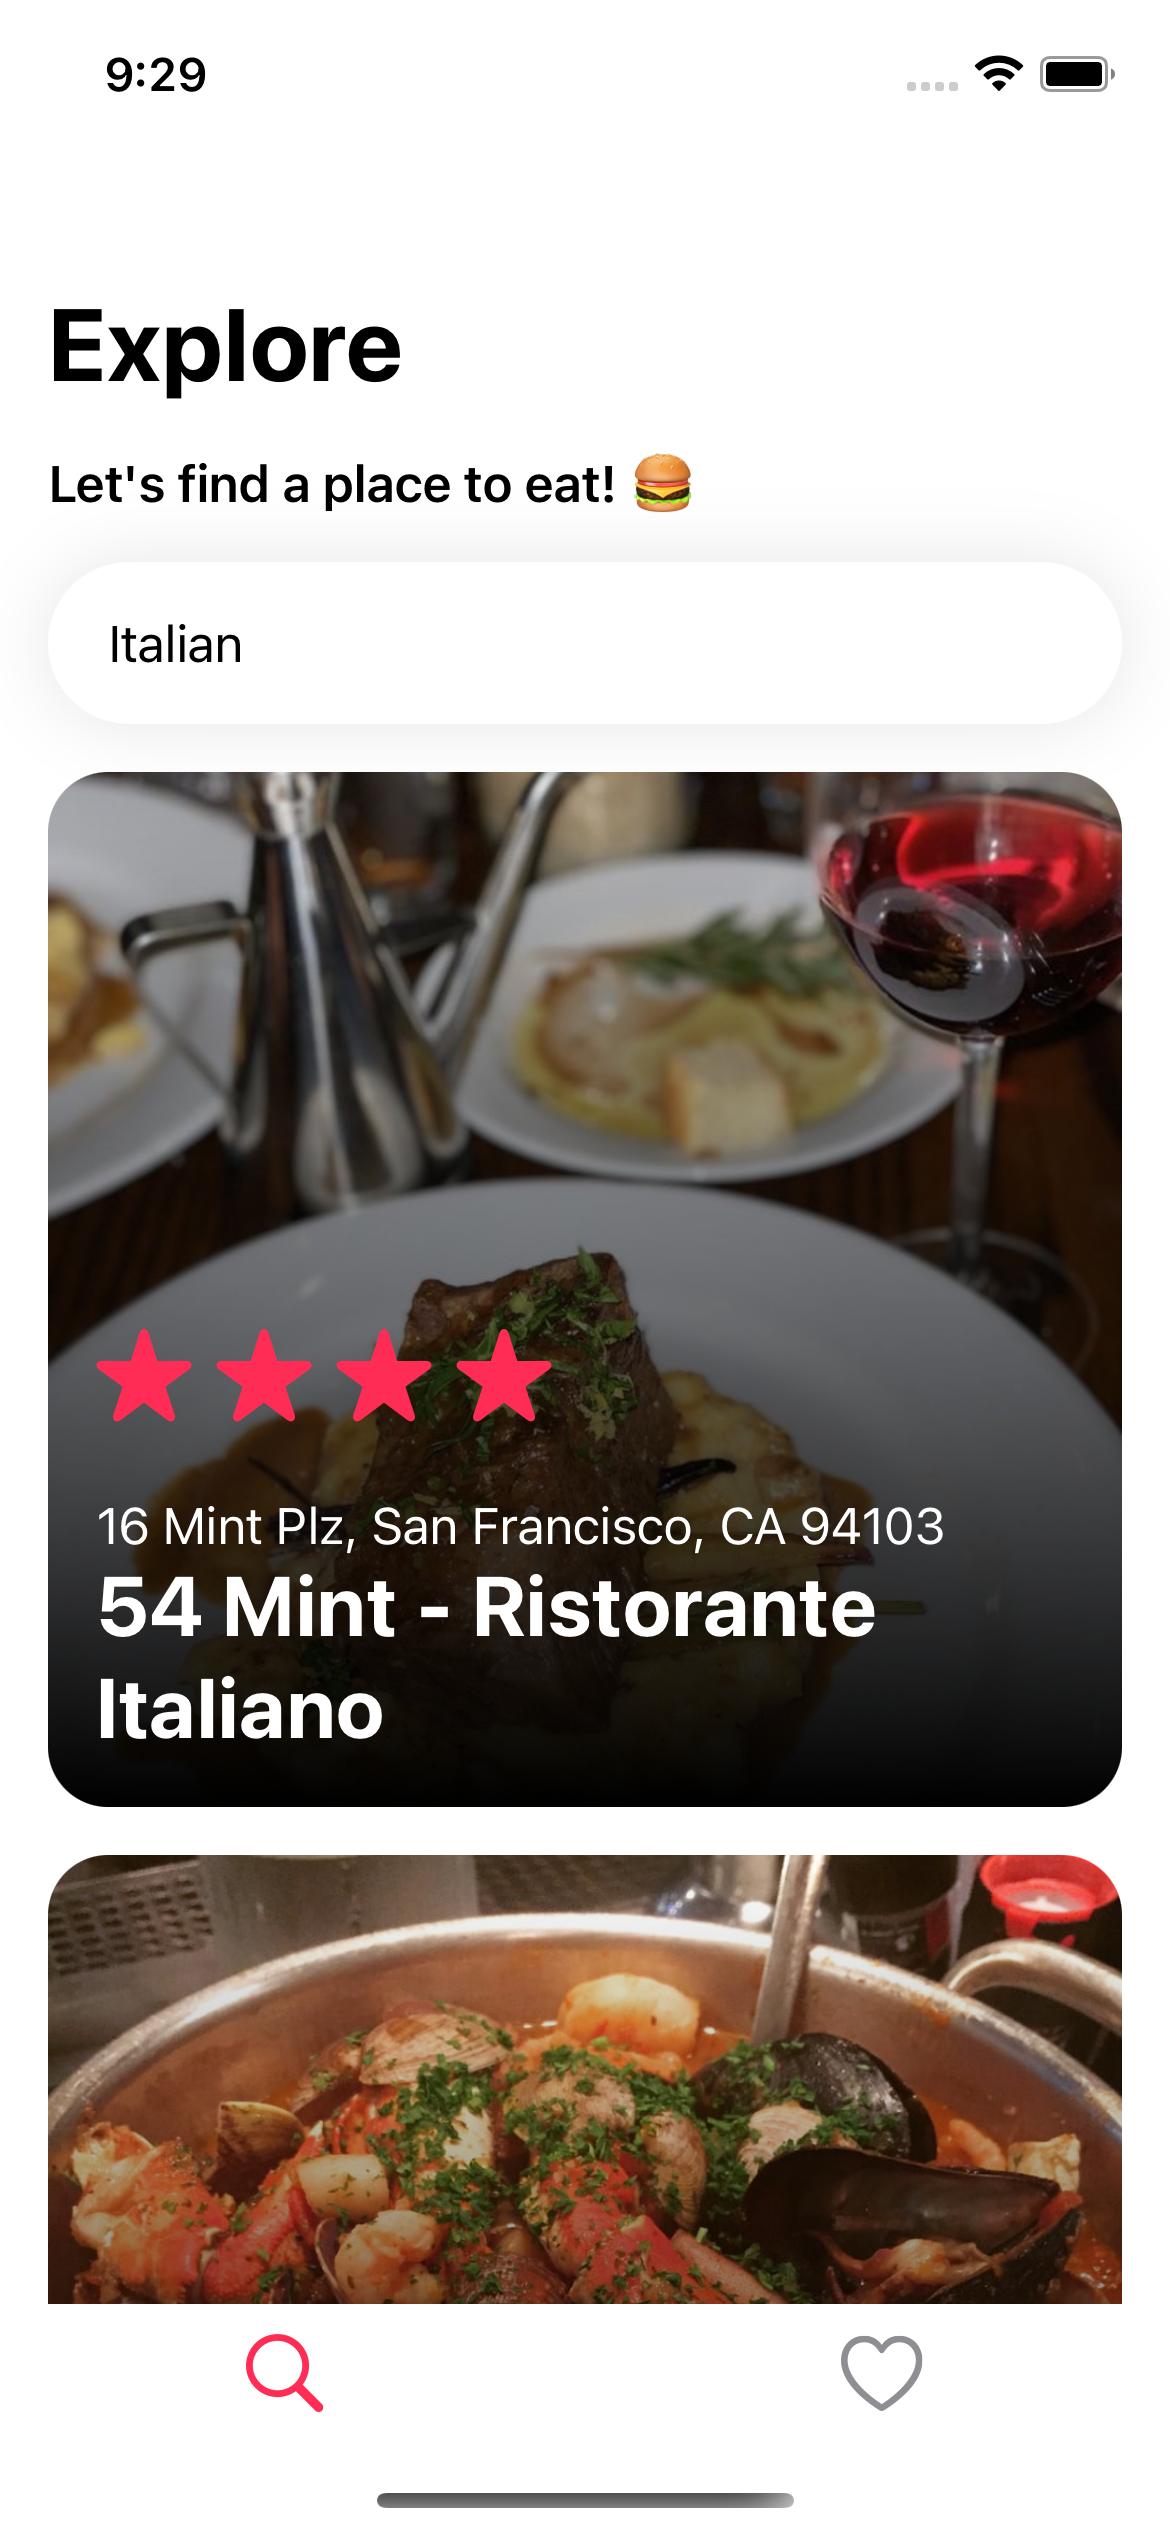 9:29
Explore
Let's find a place to eat! 🍔
Italian
16 Mint Plz, San Francisco, CA 94103
54 Mint - Ristorante
Italiano